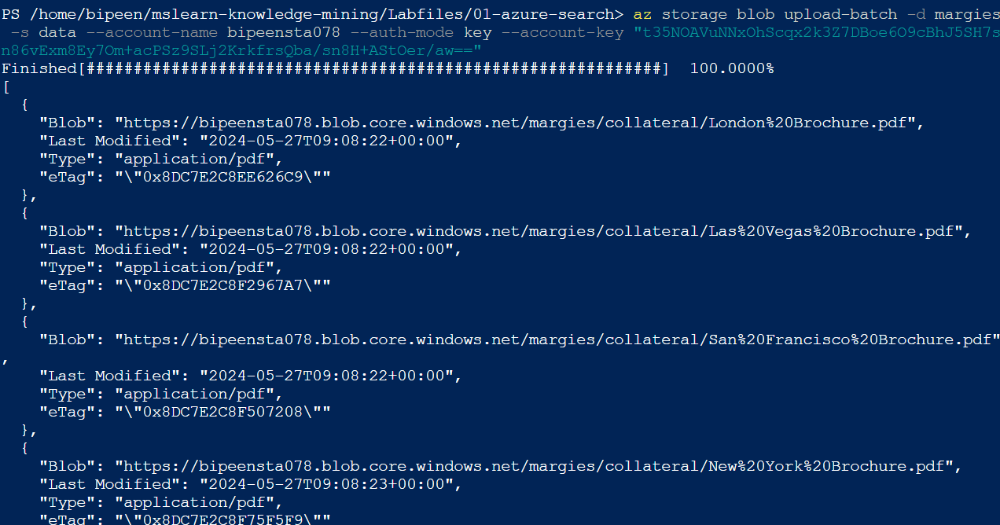 PS /home/bipeen/mslearn-knowledge-mining/Labfiles/01-azure-search> az storage blob upload-batch -d margies
-s data --account-name bipeensta078 --auth-mode key --account-key "t35NOAVuNNxOhScqx2k3Z7DBoe6O9cBhJ5SH7s
n86vExm8Ey7Om+acPSz9SLj2KrkfrsQba/sn8H+AStOer/aw=="
Finished[#############################################################]  100.0000%
[
  {
    "Blob": "https://bipeensta078.blob.core.windows.net/margies/collateral/London%20Brochure.pdf",
    "Last Modified": "2024-05-27T09:08:22+00:00",
    "Type": "application/pdf",
    "eTag": "\"0x8DC7E2C8EE626C9\""
  },
  {
    "Blob": "https://bipeensta078.blob.core.windows.net/margies/collateral/Las%20Vegas%20Brochure.pdf",
    "Last Modified": "2024-05-27T09:08:22+00:00",
    "Type": "application/pdf",
    "eTag": "\"0x8DC7E2C8F2967A7\""
  },
  {
    "Blob": "https://bipeensta078.blob.core.windows.net/margies/collateral/San%20Francisco%20Brochure.pdf"
,
    "Last Modified": "2024-05-27T09:08:22+00:00",
    "Type": "application/pdf",
    "eTag": "\"0x8DC7E2C8F507208\""
  },
  {
    "Blob": "https://bipeensta078.blob.core.windows.net/margies/collateral/New%20York%20Brochure.pdf",
    "Last Modified": "2024-05-27T09:08:23+00:00",
    "Type": "application/pdf",
    "eTag": "\"0x8DC7E2C8F75F5F9\""